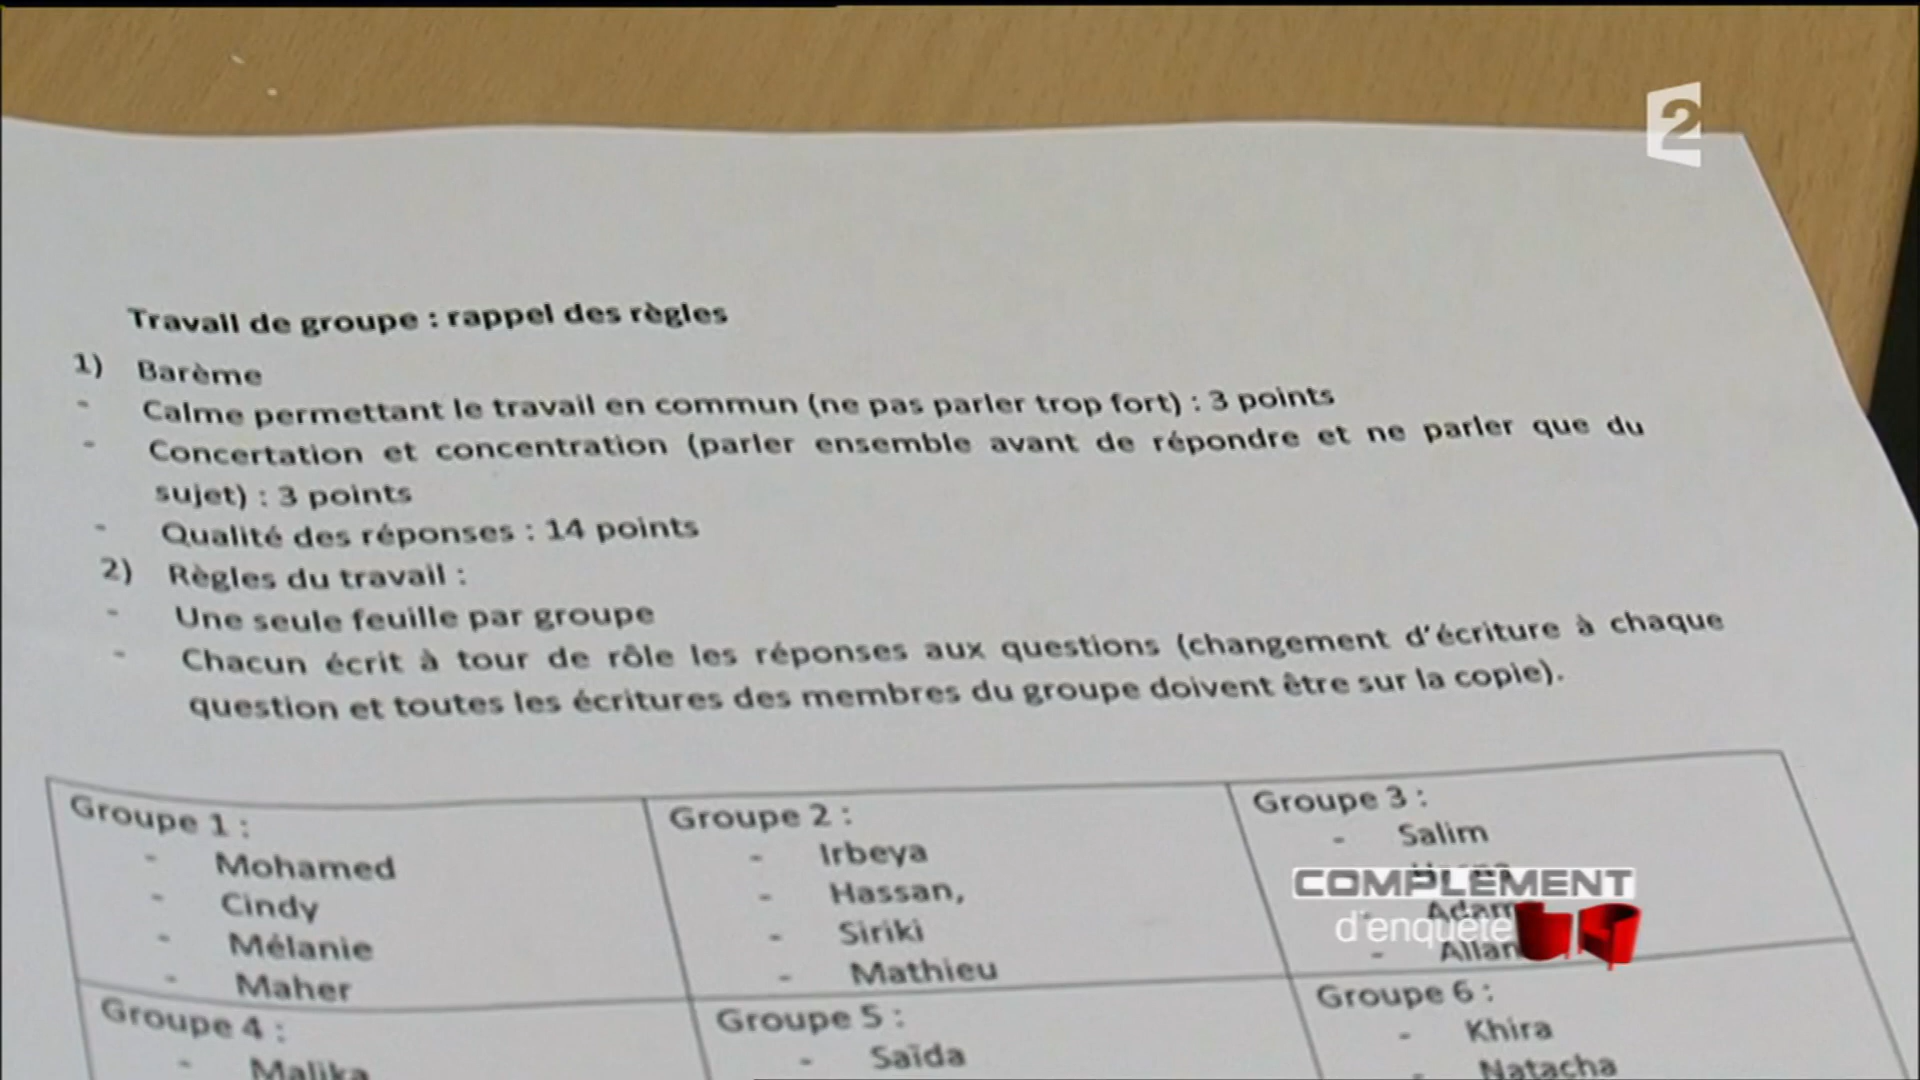 2
Travail de groupe : rappel des règles
1) Barème
- Calme permettant le travail en commun (ne pas parler trop fort) : 3 points
- Concertation et concentration (parler ensemble avant de répondre et ne parler que du
sujet) : 3 points
- Qualité des réponses : 14 points
2) Règles du travail :
- Une seule feuille par groupe
- Chacun écrit à tour de rôle les réponses aux questions (changement d'écriture à chaque
question et toutes les écritures des membres du groupe doivent être sur la copie).
Groupe 1 :
- Mohamed
- Cindy
- Mélanie
- Maher
Groupe 2 :
- Irbeya
- Hassan,
- Siriki
- Mathieu
Groupe 3 :
- Salim
- Adam
- Allan
COMPLÉMENT
d'enquête
Groupe 4 :
- Malika
Groupe 5 :
- Saïda
Groupe 6 :
- Khira
- Natacha